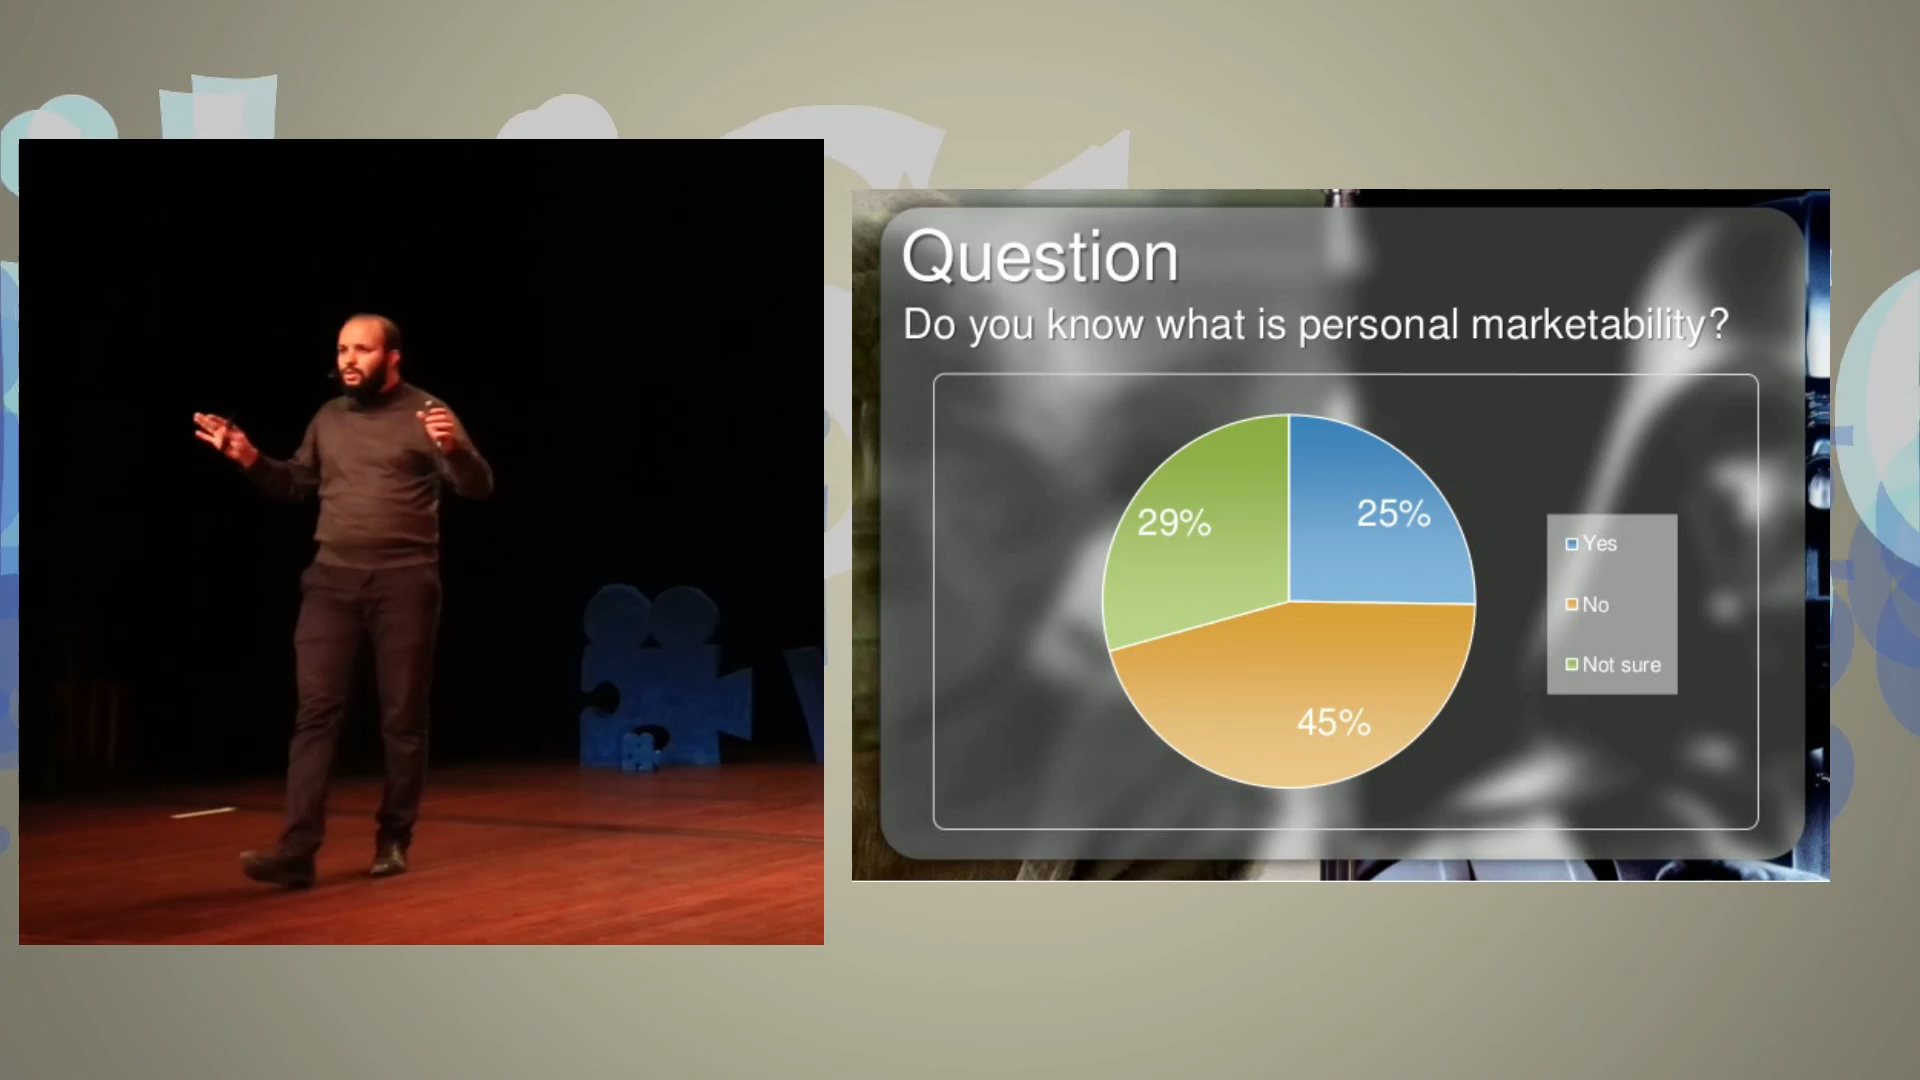 Question
Do you know what is personal marketability?
29%
25%
45%
Yes
No
Not sure